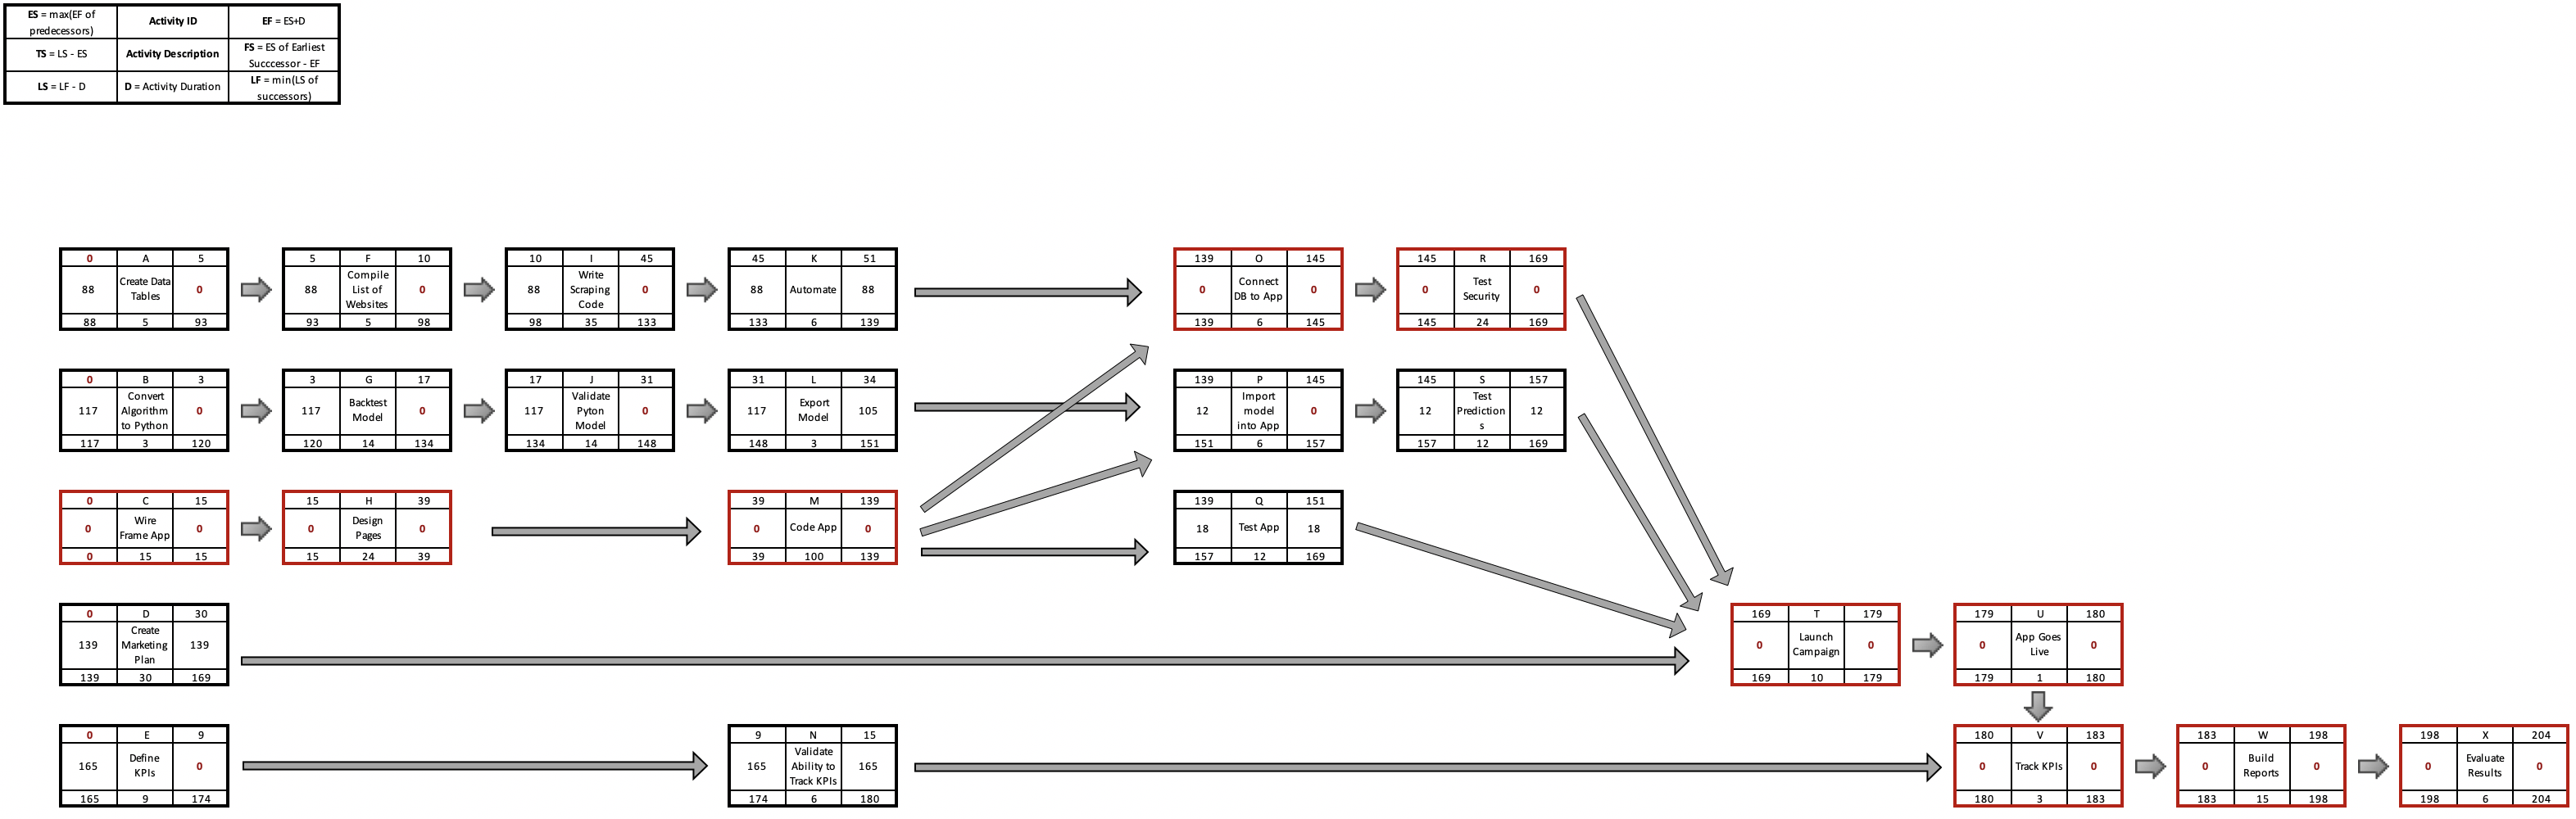 ES = max(EF of predecessors) Activity ID EF = ES+D
TS = LS - ES Activity Description FS = ES of Earliest Succcessor - EF
LS = LF - D D = Activity Duration LF = min(LS of successors)
0 A 5
88 Create Data Tables 0
88 5 93
5 F 10
88 Compile List of Websites 0
93 5 98
10 I 45
88 Write Scraping Code 0
98 35 133
45 K 51
88 Automate 88
133 6 139
139 O 145
0 Connect DB to App 0
139 6 145
145 R 169
0 Test Security 0
145 24 169
0 B 3
117 Convert Algorithm to Python 0
117 3 120
3 G 17
117 Backtest Model 0
120 14 134
17 J 31
117 Validate Pyton Model 0
134 14 148
31 L 34
117 Export Model 105
148 3 151
139 P 145
12 Import model into App 0
151 6 157
145 S 157
12 Test Predictions 12
157 12 169
0 C 15
0 Wire Frame App 0
0 15 15
15 H 39
0 Design Pages 0
15 24 39
39 M 139
0 Code App 0
39 100 139
139 Q 151
18 Test App 18
157 12 169
0 D 30
139 Create Marketing Plan 139
139 30 169
169 T 179
0 Launch Campaign 0
169 10 179
179 U 180
0 App Goes Live 0
179 1 180
0 E 9
165 Define KPIs 0
165 9 174
9 N 15
165 Validate Ability to Track KPIs 165
174 6 180
180 V 183
0 Track KPIs 0
180 3 183
183 W 198
0 Build Reports 0
183 15 198
198 X 204
0 Evaluate Results 0
198 6 204